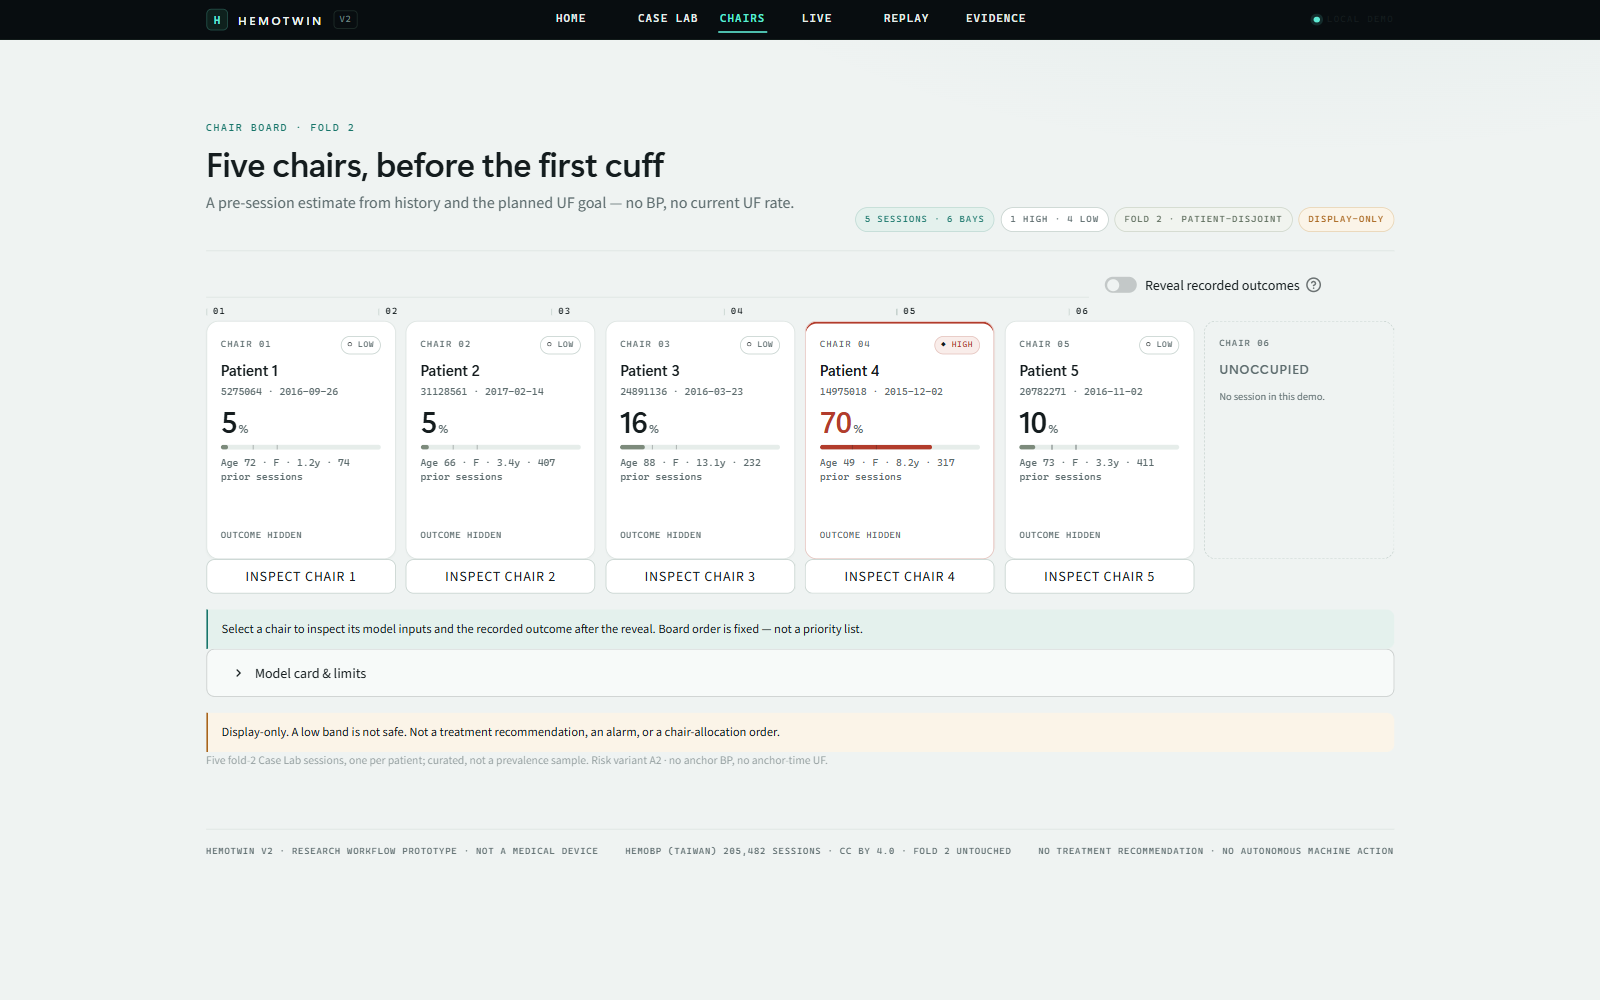 H HEMOTWIN V2 HOME CASE LAB CHAIRS LIVE REPLAY EVIDENCE LOCAL DEMO
CHAIR BOARD · FOLD 2
Five chairs, before the first cuff
A pre-session estimate from history and the planned UF goal — no BP, no current UF rate.
5 SESSIONS · 6 BAYS 1 HIGH · 4 LOW FOLD 2 · PATIENT-DISJOINT DISPLAY-ONLY
Reveal recorded outcomes ?
01 02 03 04 05 06
CHAIR 01 LOW
Patient 1
5275064 · 2016-09-26
5%
Age 72 · F · 1.2y · 74
prior sessions
OUTCOME HIDDEN
INSPECT CHAIR 1
CHAIR 02 LOW
Patient 2
31128561 · 2017-02-14
5%
Age 66 · F · 3.4y · 407
prior sessions
OUTCOME HIDDEN
INSPECT CHAIR 2
CHAIR 03 LOW
Patient 3
24891136 · 2016-03-23
16%
Age 88 · F · 13.1y · 232
prior sessions
OUTCOME HIDDEN
INSPECT CHAIR 3
CHAIR 04 HIGH
Patient 4
14975018 · 2015-12-02
70%
Age 49 · F · 8.2y · 317
prior sessions
OUTCOME HIDDEN
INSPECT CHAIR 4
CHAIR 05 LOW
Patient 5
20782271 · 2016-11-02
10%
Age 73 · F · 3.3y · 411
prior sessions
OUTCOME HIDDEN
INSPECT CHAIR 5
CHAIR 06
UNOCCUPIED
No session in this demo.
Select a chair to inspect its model inputs and the recorded outcome after the reveal. Board order is fixed — not a priority list.
Model card & limits
Display-only. A low band is not safe. Not a treatment recommendation, an alarm, or a chair-allocation order.
Five fold-2 Case Lab sessions, one per patient; curated, not a prevalence sample. Risk variant A2 · no anchor BP, no anchor-time UF.
HEMOTWIN V2 · RESEARCH WORKFLOW PROTOTYPE · NOT A MEDICAL DEVICE HEMOBP (TAIWAN) 205,482 SESSIONS · CC BY 4.0 · FOLD 2 UNTOUCHED NO TREATMENT RECOMMENDATION · NO AUTONOMOUS MACHINE ACTION